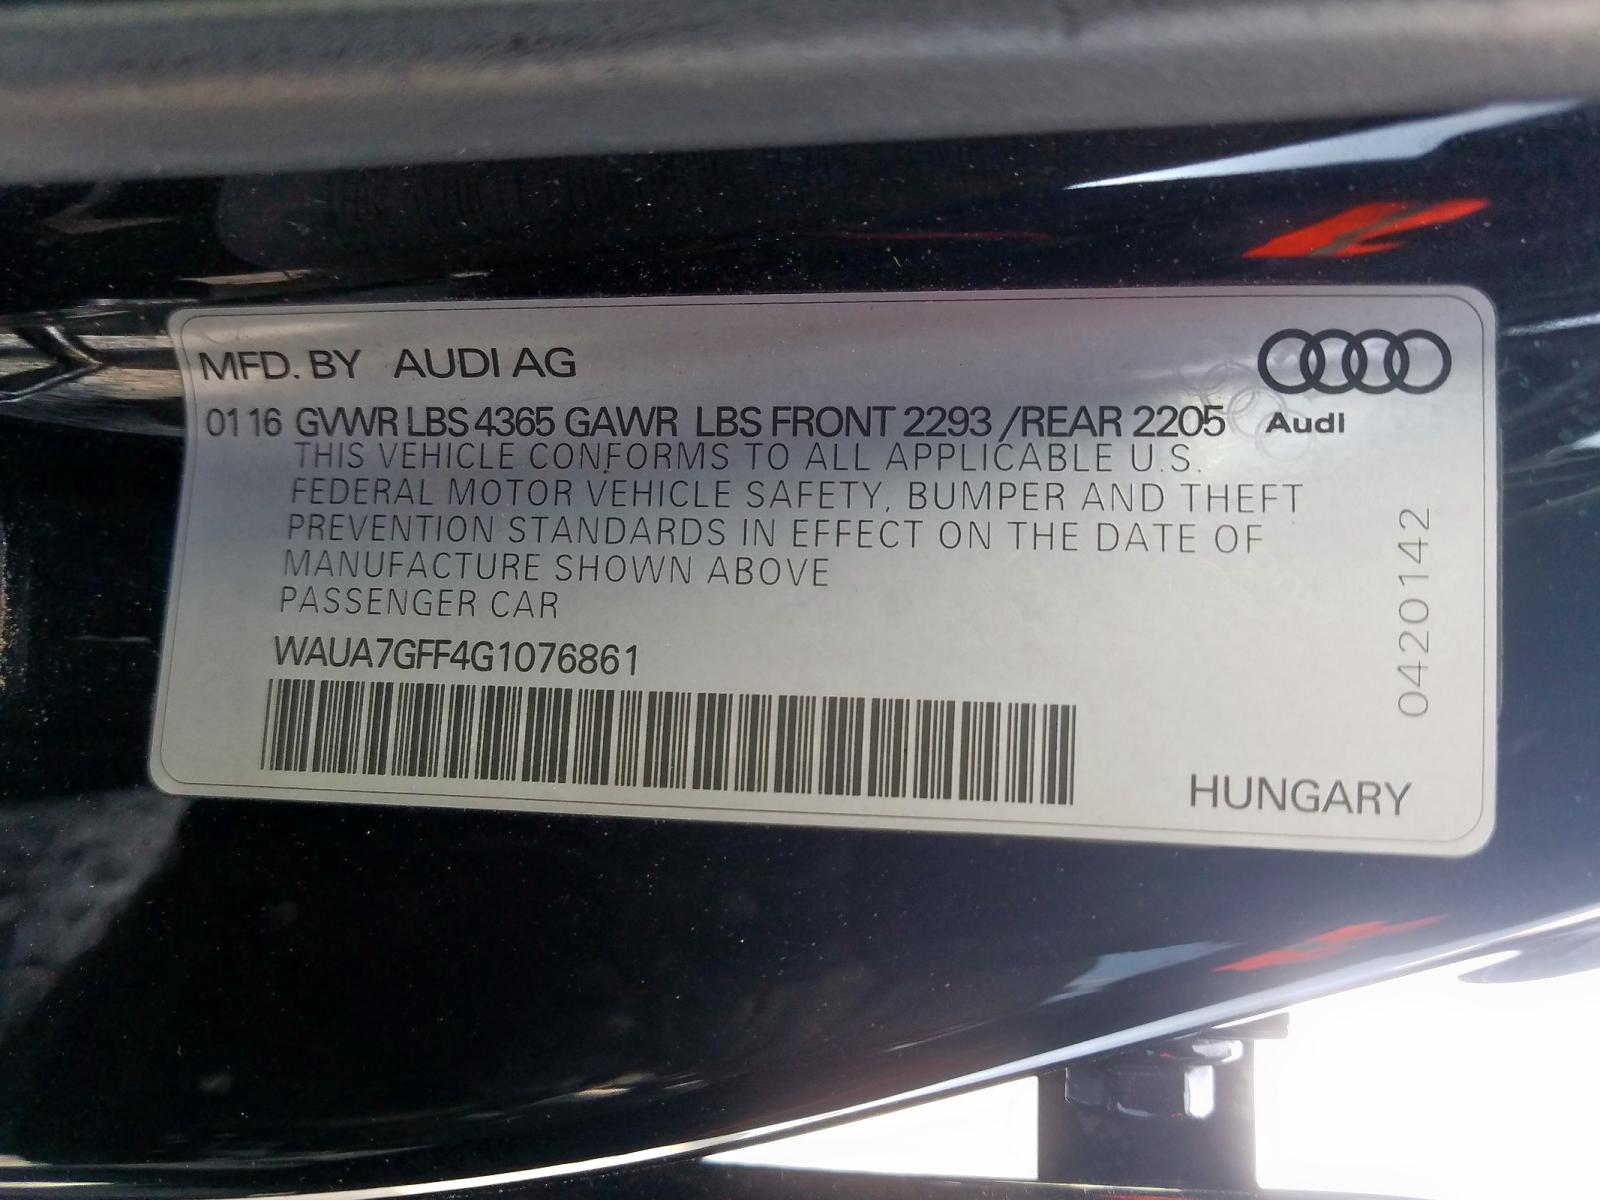 MFD. BY AUDI AG
01 16 GVWR LBS 4365 GAWR LBS FRONT 2293 /REAR 2205
Audi
THIS VEHICLE CONFORMS TO ALL APPLICABLE U.S.
FEDERAL MOTOR VEHICLE SAFETY, BUMPER AND THEFT
PREVENTION STANDARDS IN EFFECT ON THE DATE OF
MANUFACTURE SHOWN ABOVE
PASSENGER CAR
WAUA7GFF4G1076861
HUNGARY
0420142